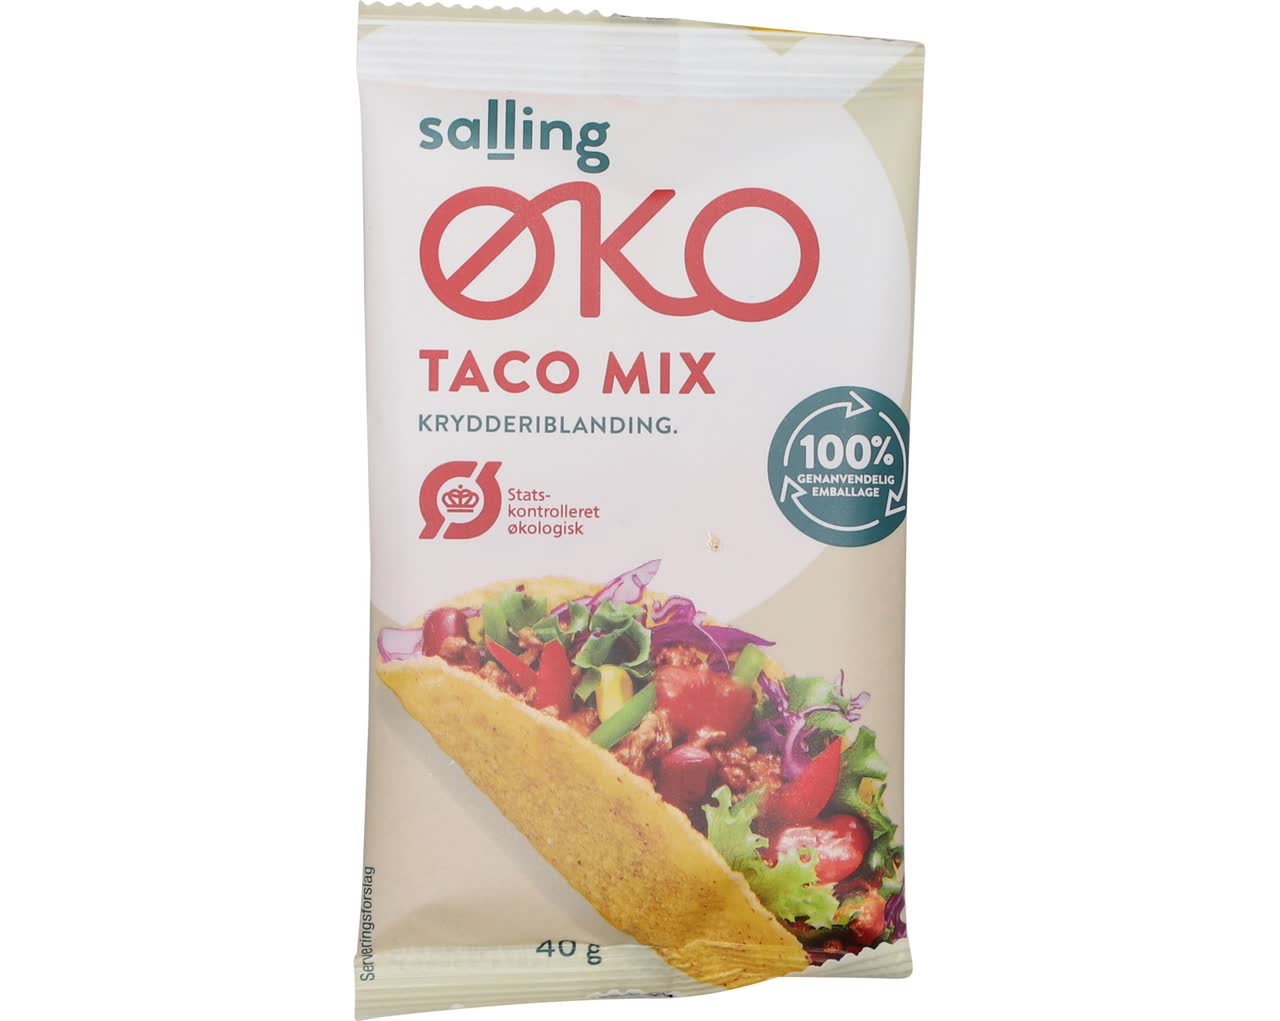 salling
ØKO
TACO MIX
KRYDDERIBLANDING.
Stats-
kontrolleret
økologisk
100%
GENANVENDELIG
EMBALLAGE
Serveringsforslag
40 g